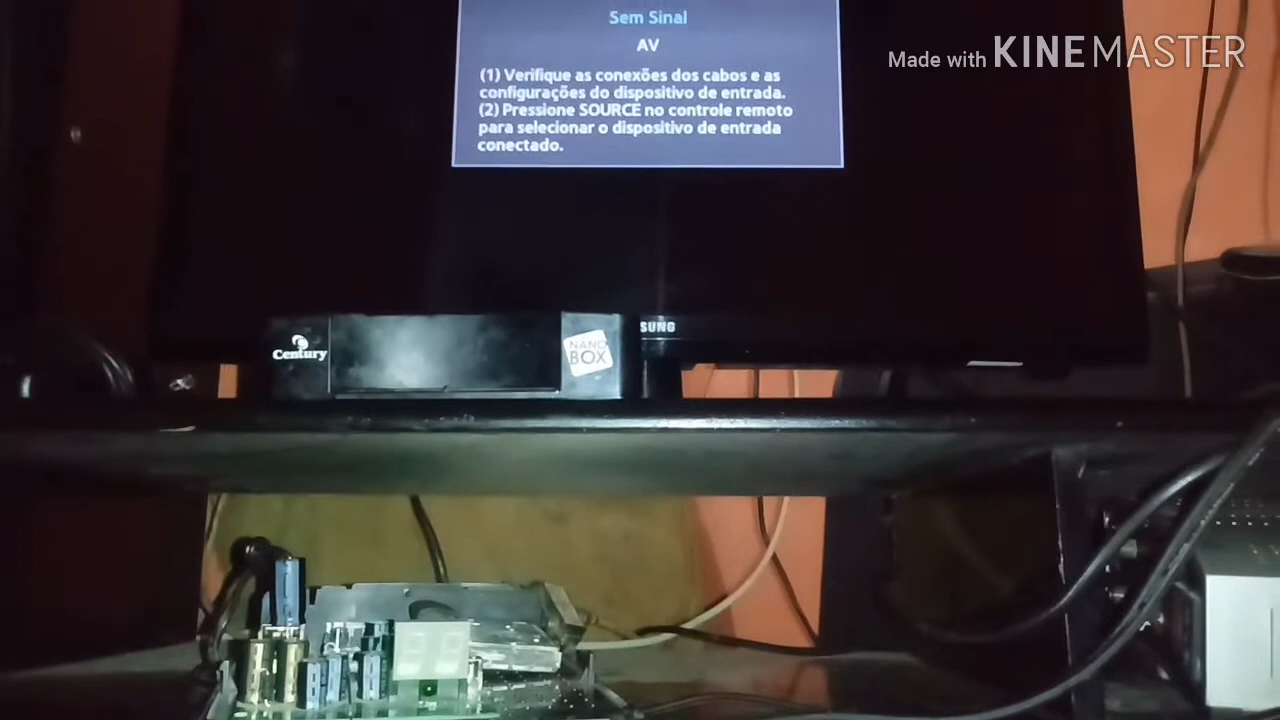 Sem Sinal
AV
(1) Verifique as conexões dos cabos e as
configurações do dispositivo de entrada.
(2) Pressione SOURCE no controle remoto
para selecionar o dispositivo de entrada
conectado.
Made with KINEMASTER
SUNG
Century
NANO
BOX